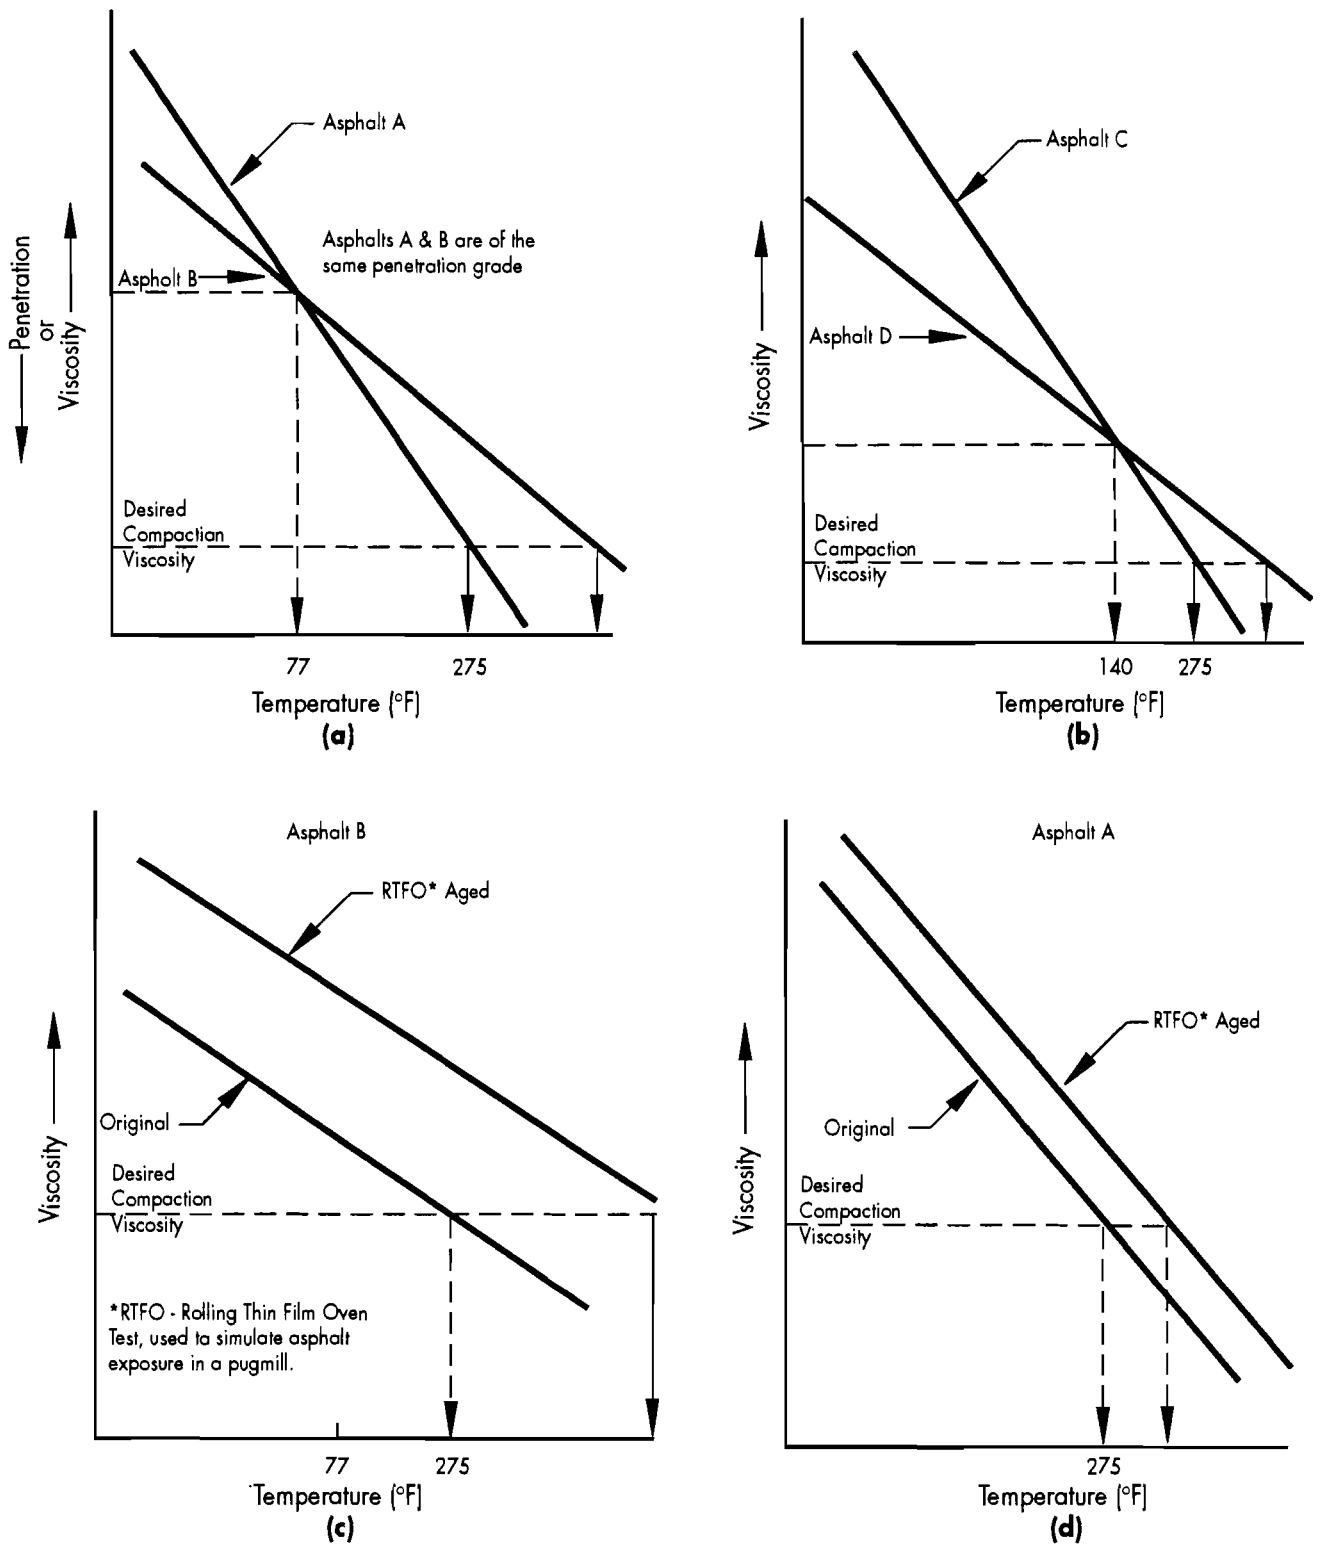 Asphalt A
Asphalts A & B are of the
same penetration grade
Aspholt B
Penetration
or
Viscosity
Desired
Compaction
Viscosity
77
275
Temperature (°F)
(a)
Asphalt C
Asphalt D
Viscosity
Desired
Campaction
Viscosity
140
275
Temperature (°F)
(b)
Asphalt B
RTFO* Aged
Original
Viscosity
Desired
Compaction
Viscosity
*RTFO - Rolling Thin Film Oven
Test, used to simulate asphalt
exposure in a pugmill.
77
275
Temperature (°F)
(c)
Asphalt A
RTFO* Aged
Original
Viscosity
Desired
Compaction
Viscosity
275
Temperature (°F)
(d)